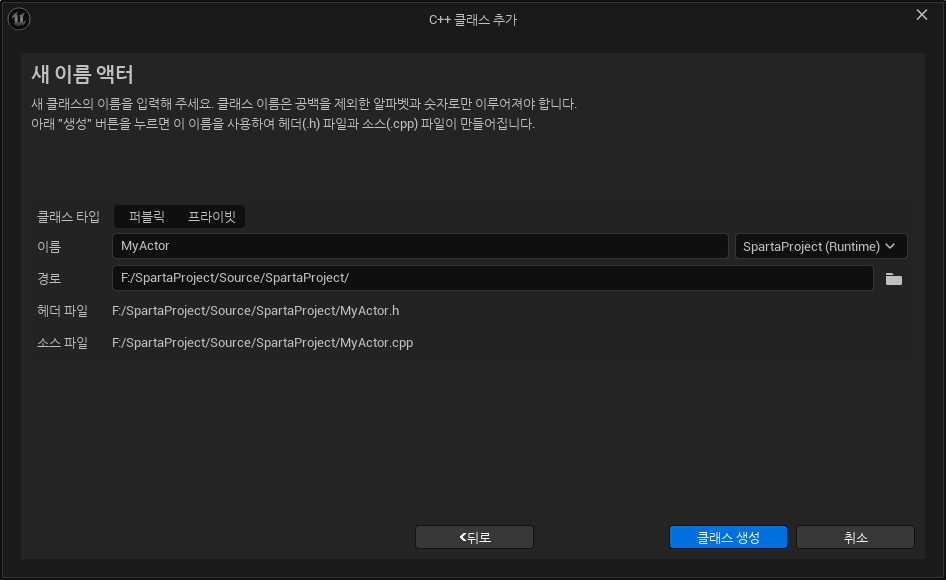 C++ 클래스 추가
새 이름 액터
새 클래스의 이름을 입력해 주세요. 클래스 이름은 공백을 제외한 알파벳과 숫자로만 이루어져야 합니다.
아래 "생성" 버튼을 누르면 이 이름을 사용하여 헤더(.h) 파일과 소스(.cpp) 파일이 만들어집니다.
클래스 타입 퍼블릭 프라이빗
이름 MyActor SpartaProject (Runtime)
경로 F:/SpartaProject/Source/SpartaProject/
헤더 파일 F:/SpartaProject/Source/SpartaProject/MyActor.h
소스 파일 F:/SpartaProject/Source/SpartaProject/MyActor.cpp
<뒤로 클래스 생성 취소